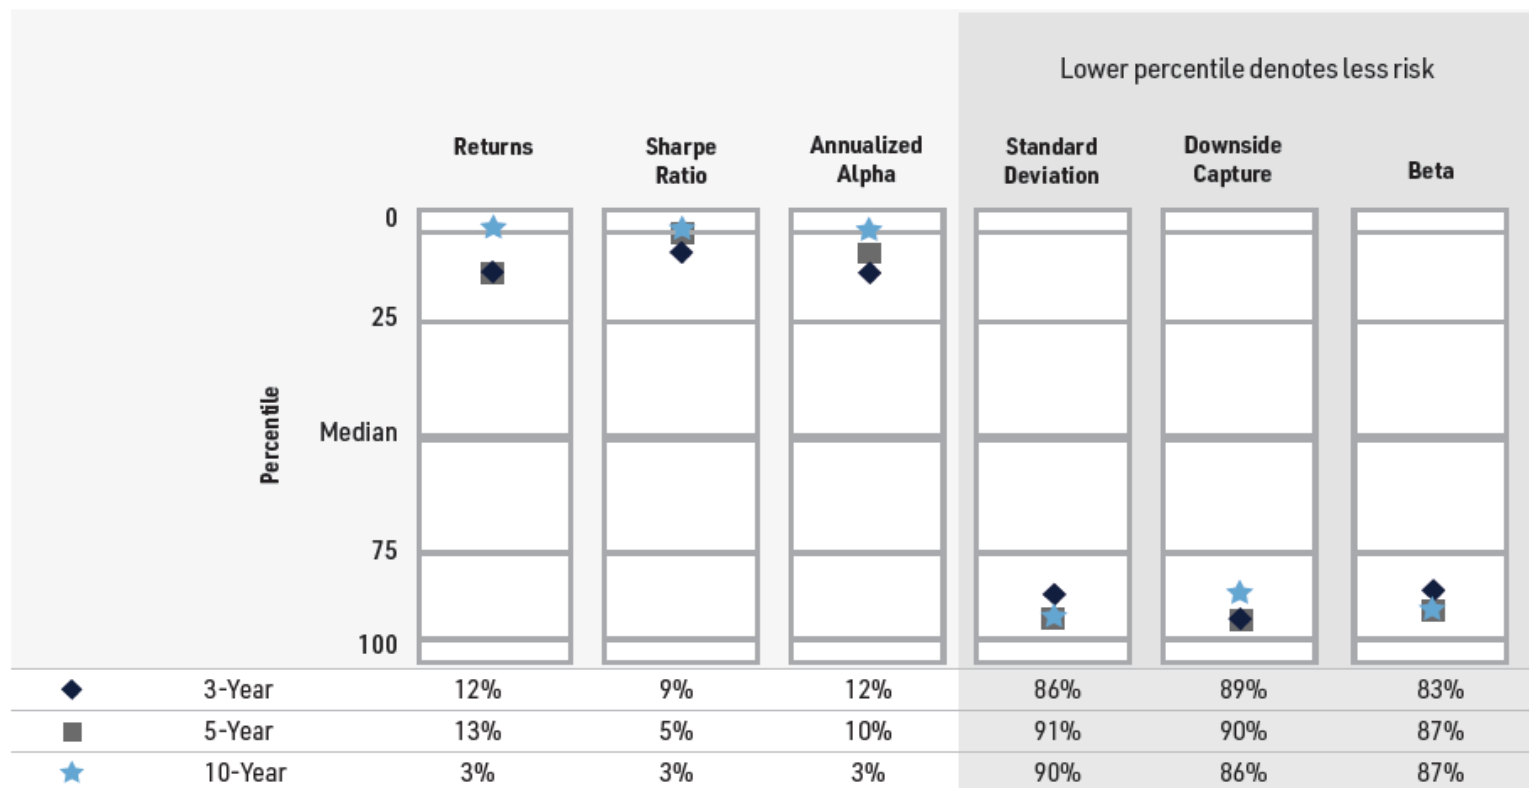 Lower percentile denotes less risk
Returns
Sharpe
Ratio
Annualized
Alpha
Standard
Deviation
Downside
Capture
Beta
Percentile
0
25
Median
75
100
3-Year 12% 9% 12% 86% 89% 83%
5-Year 13% 5% 10% 91% 90% 87%
10-Year 3% 3% 3% 90% 86% 87%